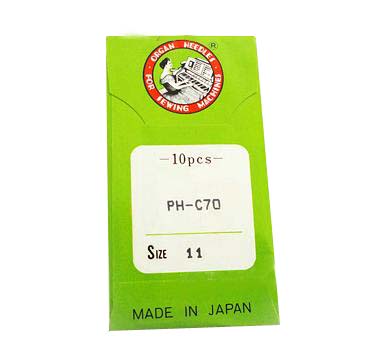 ORGAN NEEDLES
FOR SEWING MACHINES
®
-10pcs-
PH-C70
SIZE 11
MADE IN JAPAN